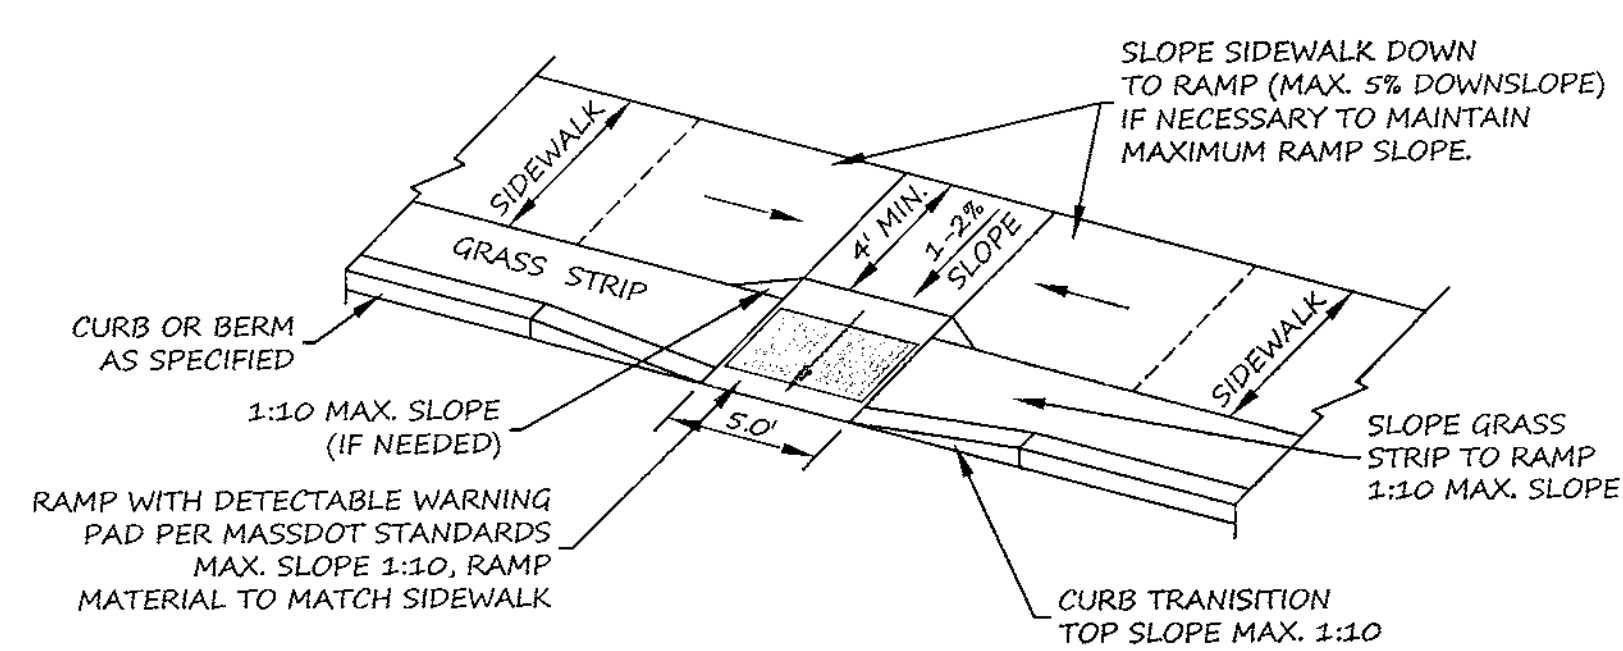 SLOPE SIDEWALK DOWN
TO RAMP (MAX. 5% DOWNSLOPE)
IF NECESSARY TO MAINTAIN
MAXIMUM RAMP SLOPE.
SIDEWALK
4' MIN.
1-2%
SLOPE
GRASS STRIP
SIDEWALK
CURB OR BERM
AS SPECIFIED
1:10 MAX. SLOPE
(IF NEEDED)
5.0'
SLOPE GRASS
STRIP TO RAMP
1:10 MAX. SLOPE
RAMP WITH DETECTABLE WARNING
PAD PER MASSDOT STANDARDS
MAX. SLOPE 1:10, RAMP
MATERIAL TO MATCH SIDEWALK
CURB TRANISITION
TOP SLOPE MAX. 1:10